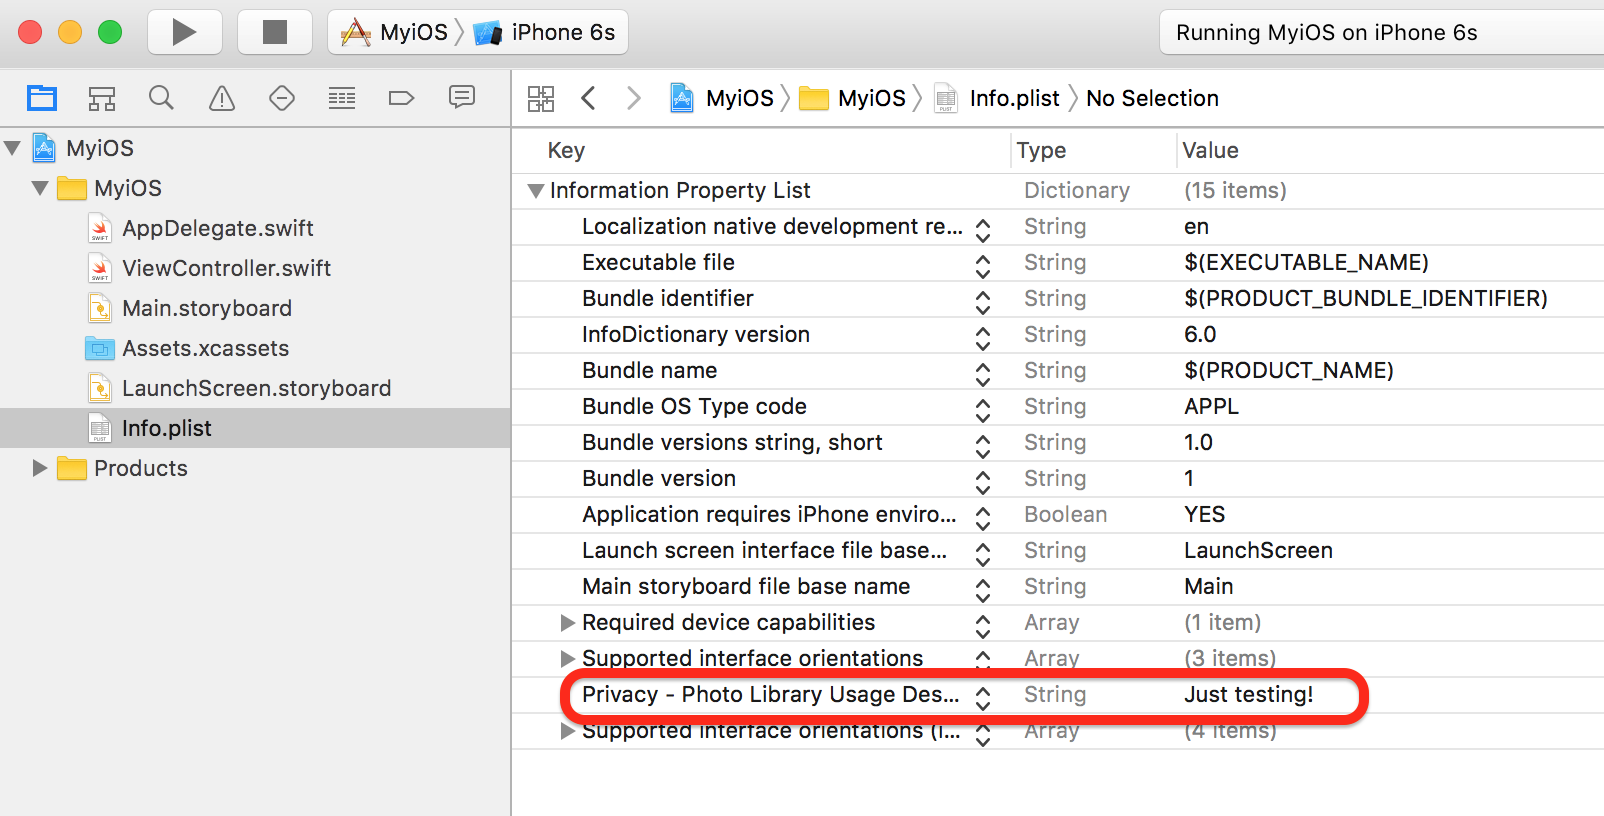 MyiOS iPhone 6s Running MyiOS on iPhone 6s
MyiOS MyiOS Info.plist No Selection
MyiOS
MyiOS
AppDelegate.swift
ViewController.swift
Main.storyboard
Assets.xcassets
LaunchScreen.storyboard
Info.plist
Products
Key Type Value
Information Property List Dictionary (15 items)
Localization native development re... String en
Executable file String $(EXECUTABLE_NAME)
Bundle identifier String $(PRODUCT_BUNDLE_IDENTIFIER)
InfoDictionary version String 6.0
Bundle name String $(PRODUCT_NAME)
Bundle OS Type code String APPL
Bundle versions string, short String 1.0
Bundle version String 1
Application requires iPhone enviro... Boolean YES
Launch screen interface file base... String LaunchScreen
Main storyboard file base name String Main
Required device capabilities Array (1 item)
Supported interface orientations Array (3 items)
Privacy - Photo Library Usage Des... String Just testing!
Supported interface orientations (i... Array (4 items)